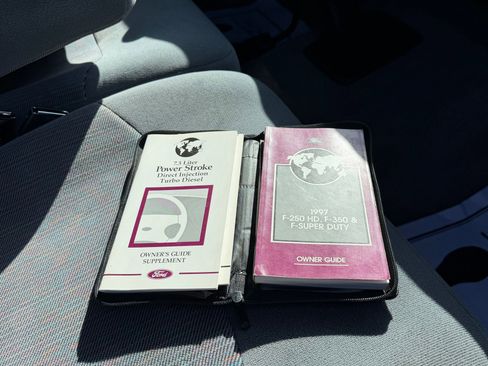 7.3 Liter
Power Stroke
Direct Injection
Turbo Diesel
OWNER'S GUIDE
SUPPLEMENT
Ford
1997
F-250 HD, F-350 &
F-SUPER DUTY
OWNER GUIDE